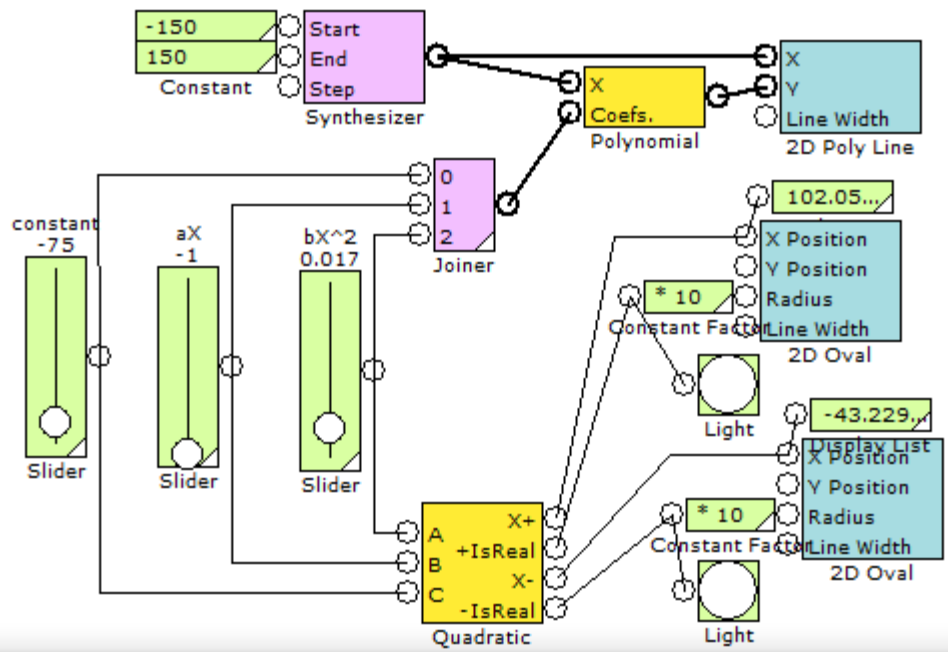 -150
150
Constant
Start
End
Step
Synthesizer
X
Coefs.
Polynomial
X
Y
Line Width
2D Poly Line
0
1
2
Joiner
constant
-75
Slider
aX
-1
Slider
bX^2
0.017
Slider
102.05...
X Position
Y Position
Radius
Line Width
2D Oval
* 10
Constant Factor
Light
-43.229...
Display List
X Position
Y Position
Radius
Line Width
2D Oval
* 10
Constant Factor
Light
A
B
C
X+
+IsReal
X-
-IsReal
Quadratic